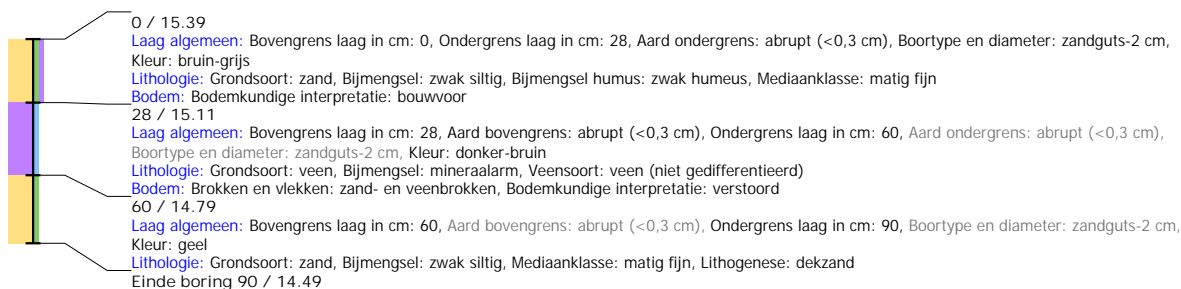 0 / 15.39
Laag algemeen: Bovengrens laag in cm: 0, Ondergrens laag in cm: 28, Aard ondergrens: abrupt (<0,3 cm), Boortype en diameter: zandguts-2 cm,
Kleur: bruin-grijs
Lithologie: Grondsoort: zand, Bijmengsel: zwak siltig, Bijmengsel humus: zwak humeus, Mediaanklasse: matig fijn
Bodem: Bodemkundige interpretatie: bouwvoor
28 / 15.11
Laag algemeen: Bovengrens laag in cm: 28, Aard bovengrens: abrupt (<0,3 cm), Ondergrens laag in cm: 60, Aard ondergrens: abrupt (<0,3 cm),
Boortype en diameter: zandguts-2 cm, Kleur: donker-bruin
Lithologie: Grondsoort: veen, Bijmengsel: mineraalarm, Veensoort: veen (niet gedifferentieerd)
Bodem: Brokken en vlekken: zand- en veenbrokken, Bodemkundige interpretatie: verstoord
60 / 14.79
Laag algemeen: Bovengrens laag in cm: 60, Aard bovengrens: abrupt (<0,3 cm), Ondergrens laag in cm: 90, Boortype en diameter: zandguts-2 cm,
Kleur: geel
Lithologie: Grondsoort: zand, Bijmengsel: zwak siltig, Mediaanklasse: matig fijn, Lithogenese: dekzand
Einde boring 90 / 14.49